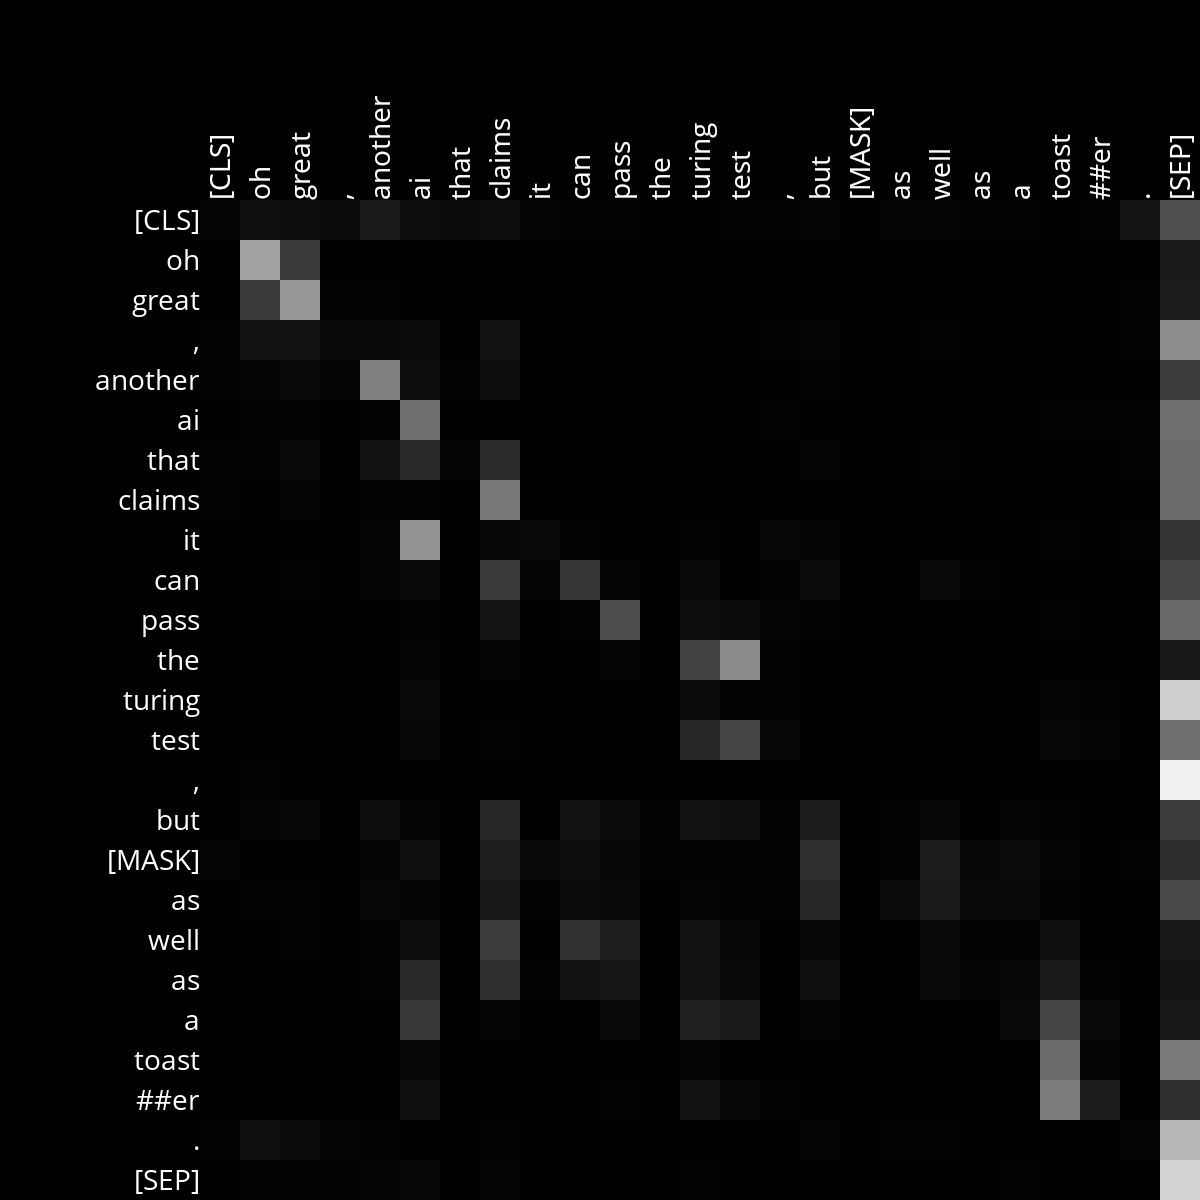 [CLS] oh great , another ai that claims it can pass the turing test , but [MASK] as well as a toast ##er . [SEP]
[CLS]
oh
great
,
another
ai
that
claims
it
can
pass
the
turing
test
,
but
[MASK]
as
well
as
a
toast
##er
.
[SEP]